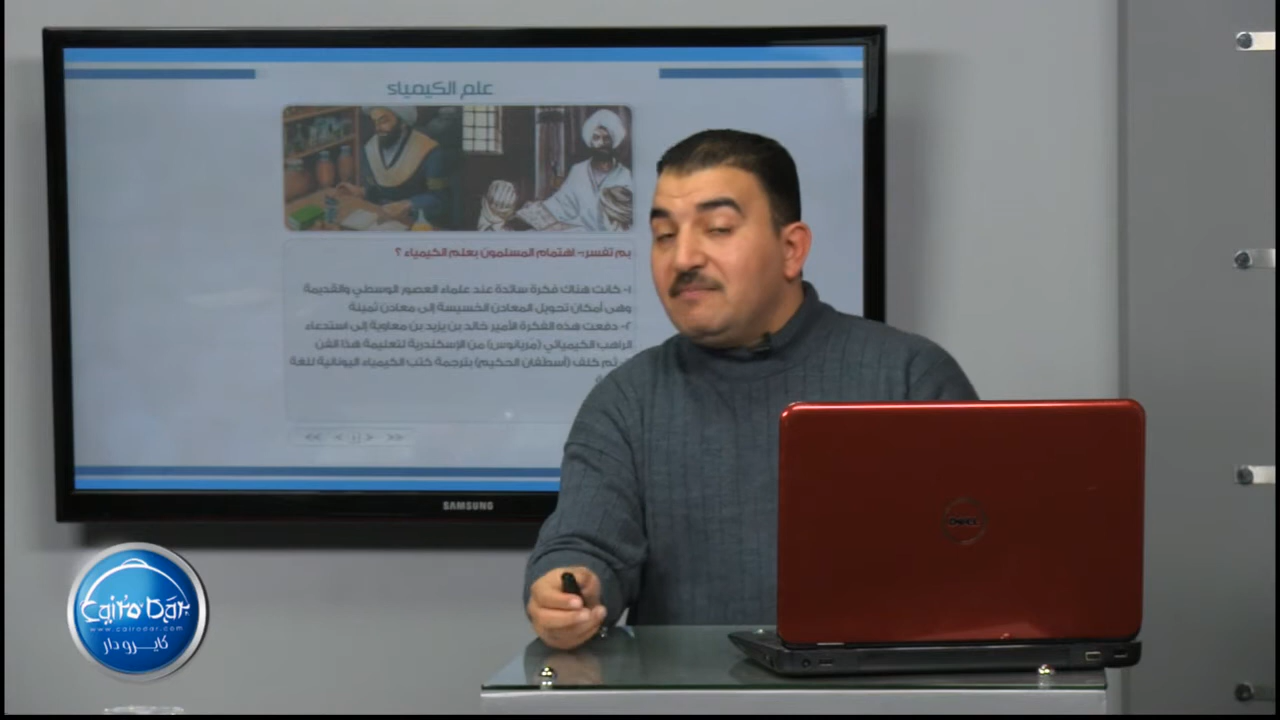 علم الكيمياء
بم تفسر:- اهتمام المسلمون بعلم الكيمياء ؟
١- كانت هناك فكرة سائدة عند علماء العصور الوسطي والقديمة
وهى أمكان تحويل المعادن الخسيسة إلى معادن ثمينة
٢- دفعت هذه الفكرة الأمير خالد بن يزيد بن معاوية إلى استدعاء
الراهب الكيميائي (مريانوس) من الإسكندرية لتعليمة هذا الفن
ثم كلف (أسطفان الحكيم) بترجمة كتب الكيمياء اليونانية للغة
SAMSUNG
DELL
Cairo Dar
www.cairodar.com
كايرو دار